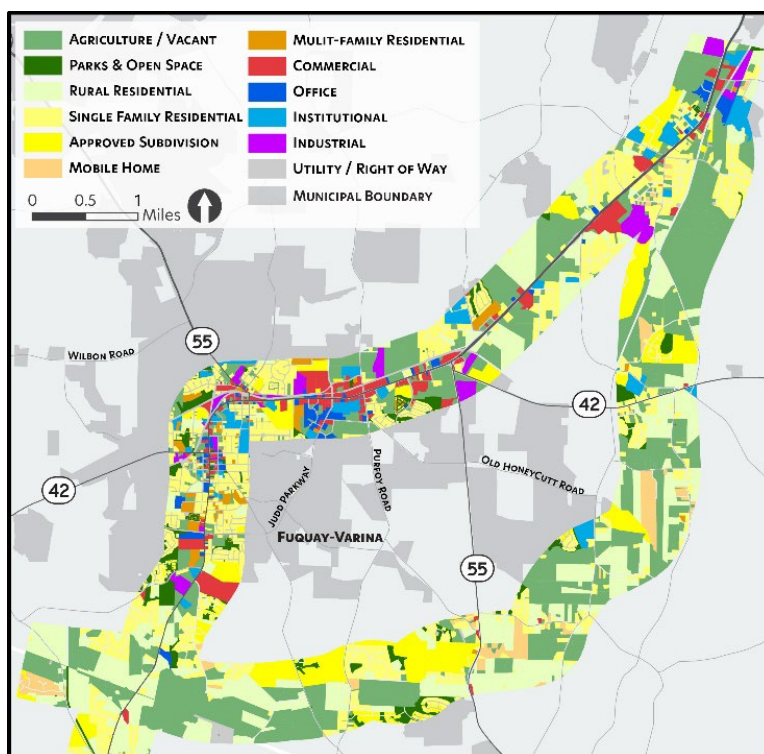 Agriculture / Vacant
Parks & Open Space
Rural Residential
Single Family Residential
Approved Subdivision
Mobile Home
Mulit-family Residential
Commercial
Office
Institutional
Industrial
Utility / Right of Way
Municipal Boundary
0 0.5 1
Miles
Wilbon Road
55
42
42
Judd Parkway
Purfoy Road
Old HoneyCutt Road
Fuquay-Varina
55